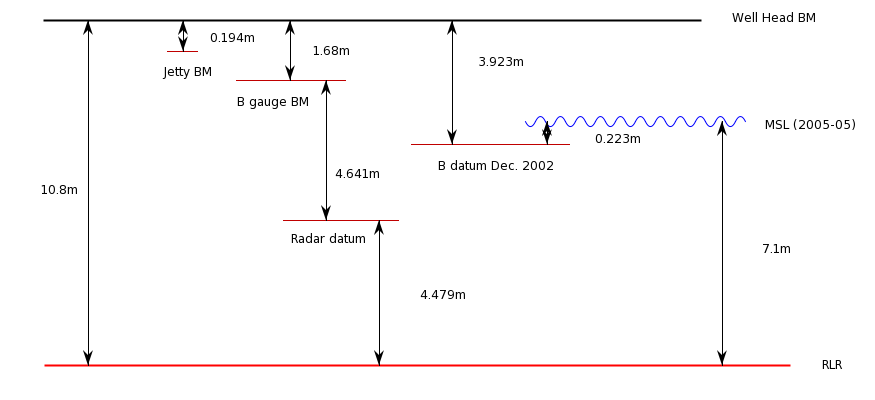 Well Head BM
0.194m
1.68m
3.923m
Jetty BM
B gauge BM
MSL (2005-05)
0.223m
B datum Dec. 2002
4.641m
10.8m
Radar datum
7.1m
4.479m
RLR